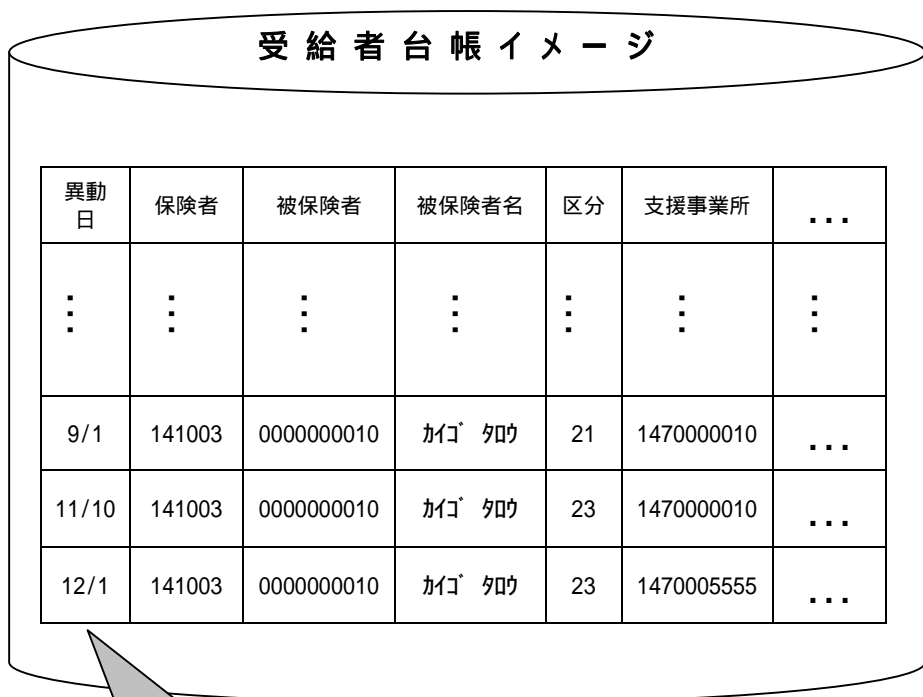 受給者台帳イメージ
異動日 保険者 被保険者 被保険者名 区分 支援事業所 ...
⋮ ⋮ ⋮ ⋮ ⋮ ⋮ ⋮
9/1 141003 0000000010 ｶｲｺﾞ ﾀﾛｳ 21 1470000010 ...
11/10 141003 0000000010 ｶｲｺﾞ ﾀﾛｳ 23 1470000010 ...
12/1 141003 0000000010 ｶｲｺﾞ ﾀﾛｳ 23 1470005555 ...